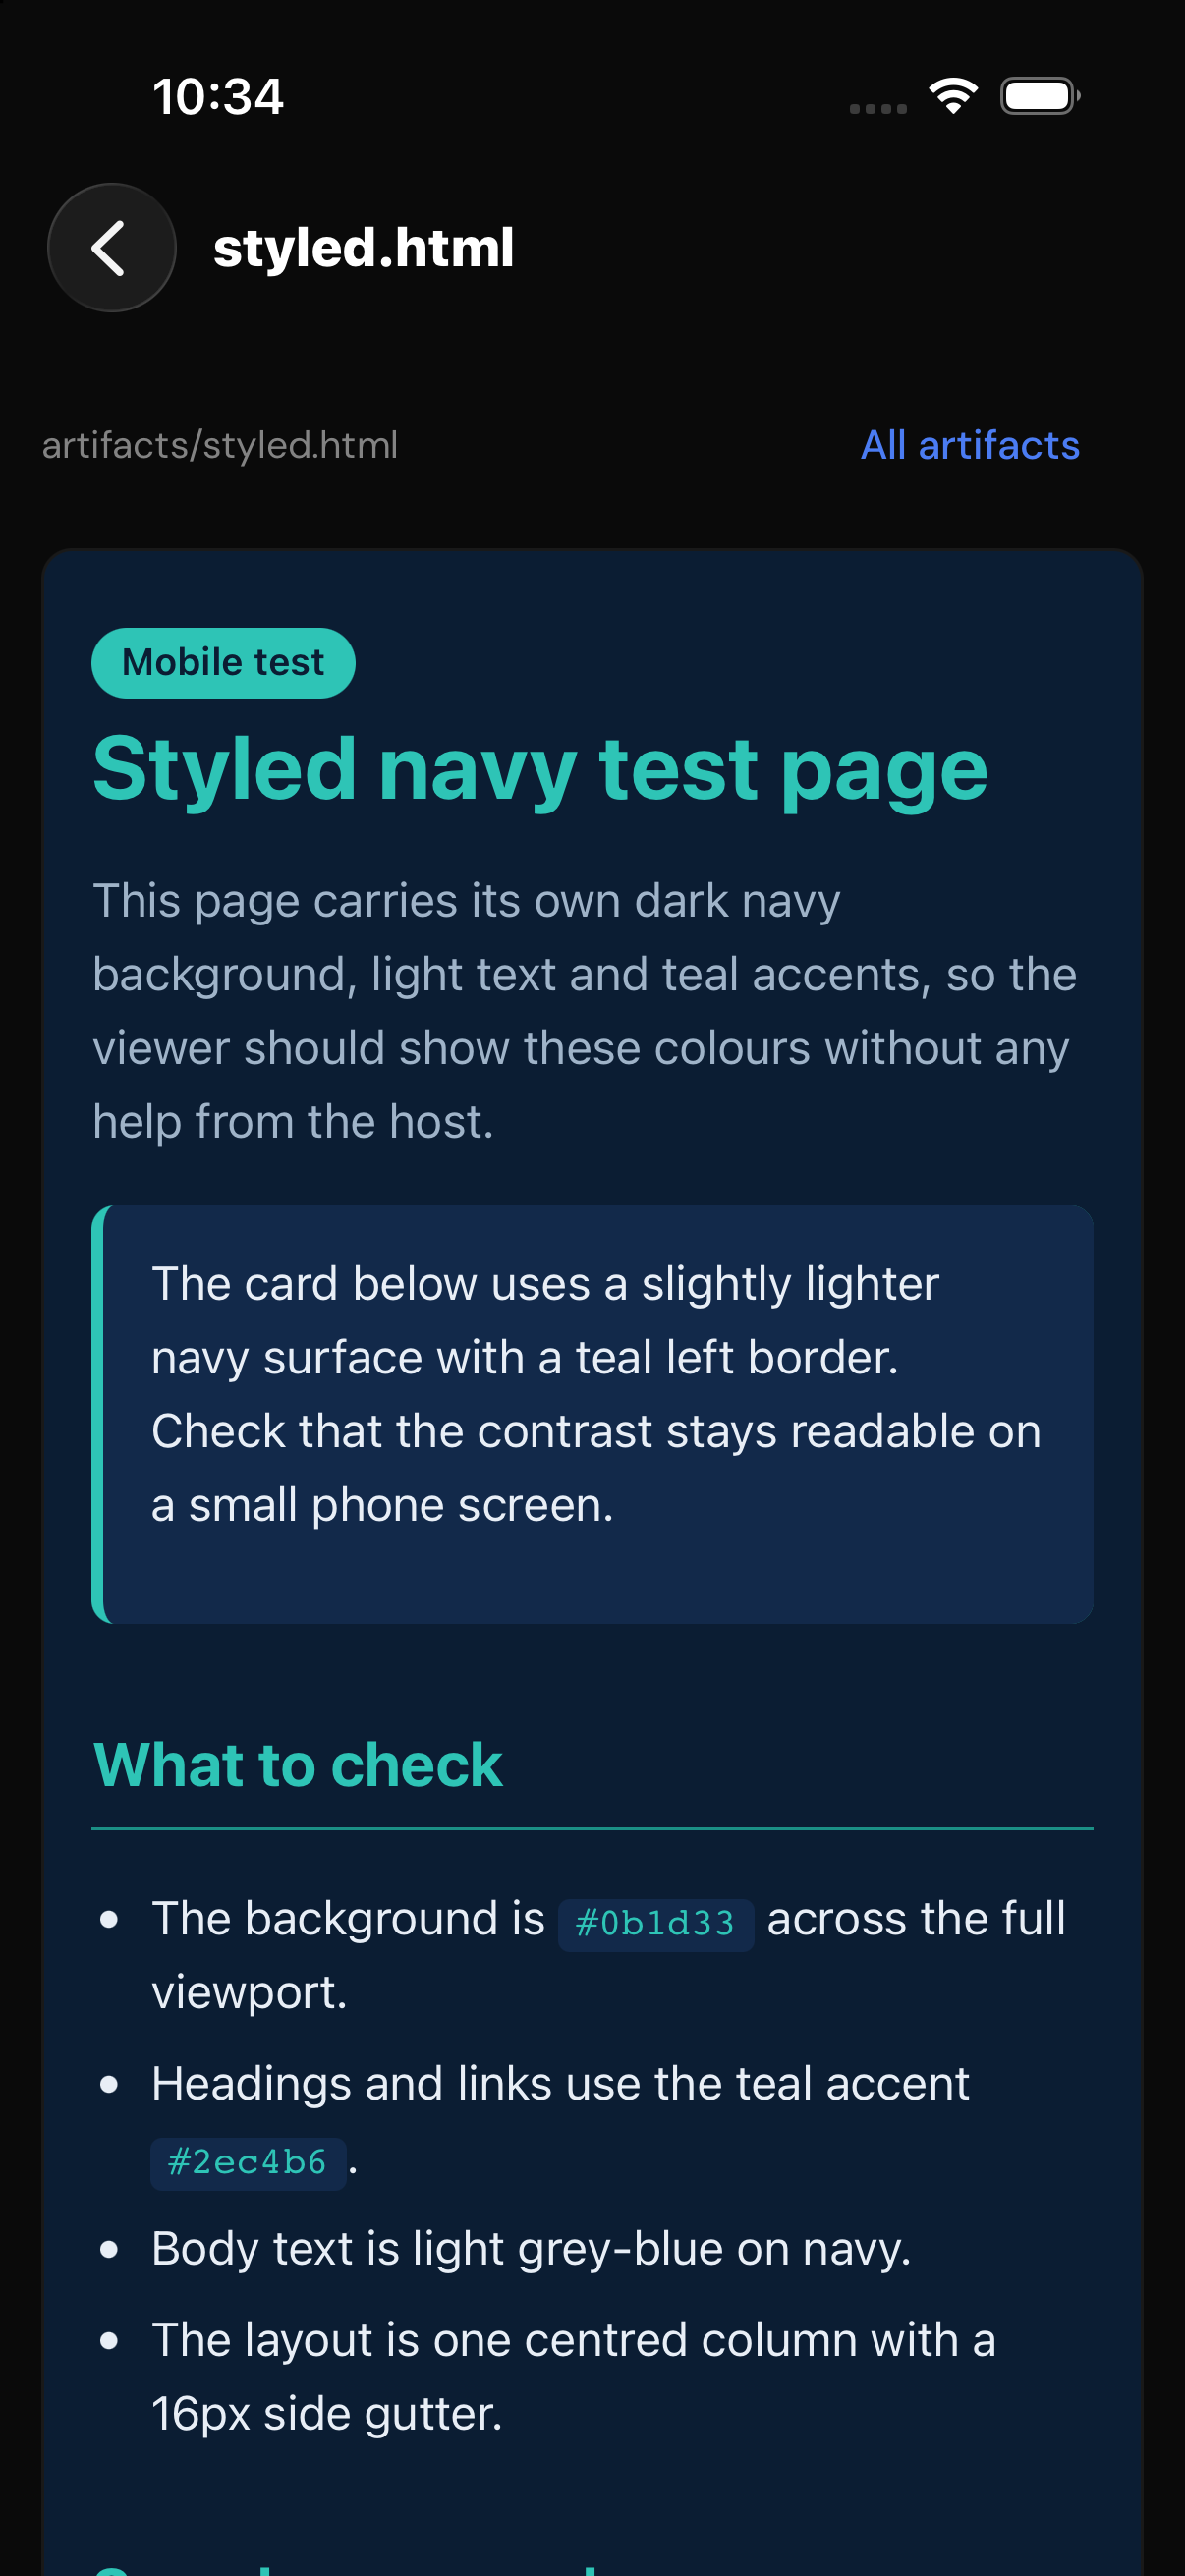 10:34
styled.html
artifacts/styled.html
All artifacts
Mobile test
Styled navy test page
This page carries its own dark navy
background, light text and teal accents, so the
viewer should show these colours without any
help from the host.
The card below uses a slightly lighter
navy surface with a teal left border.
Check that the contrast stays readable on
a small phone screen.
What to check
The background is #0b1d33 across the full
viewport.
Headings and links use the teal accent
#2ec4b6.
Body text is light grey-blue on navy.
The layout is one centred column with a
16px side gutter.